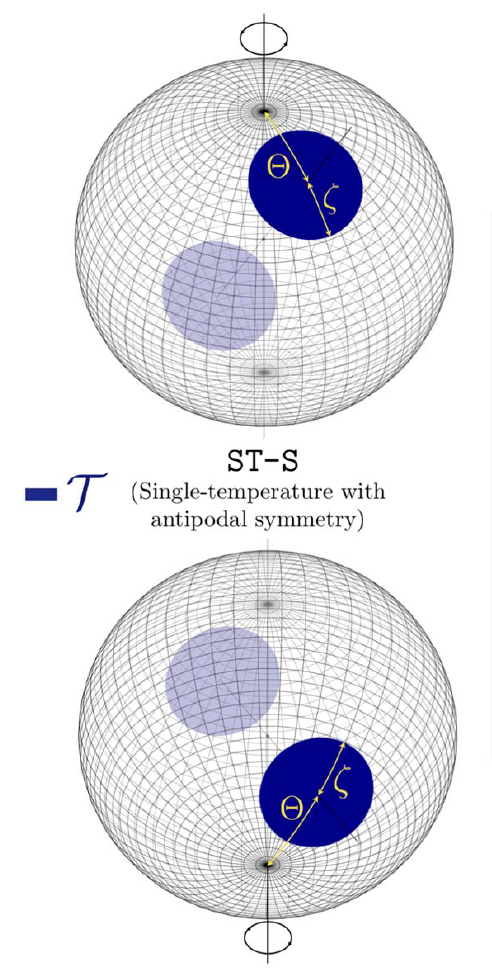 Θ
ζ
ST-S
𝒯 (Single-temperature with
antipodal symmetry)
ζ
Θ